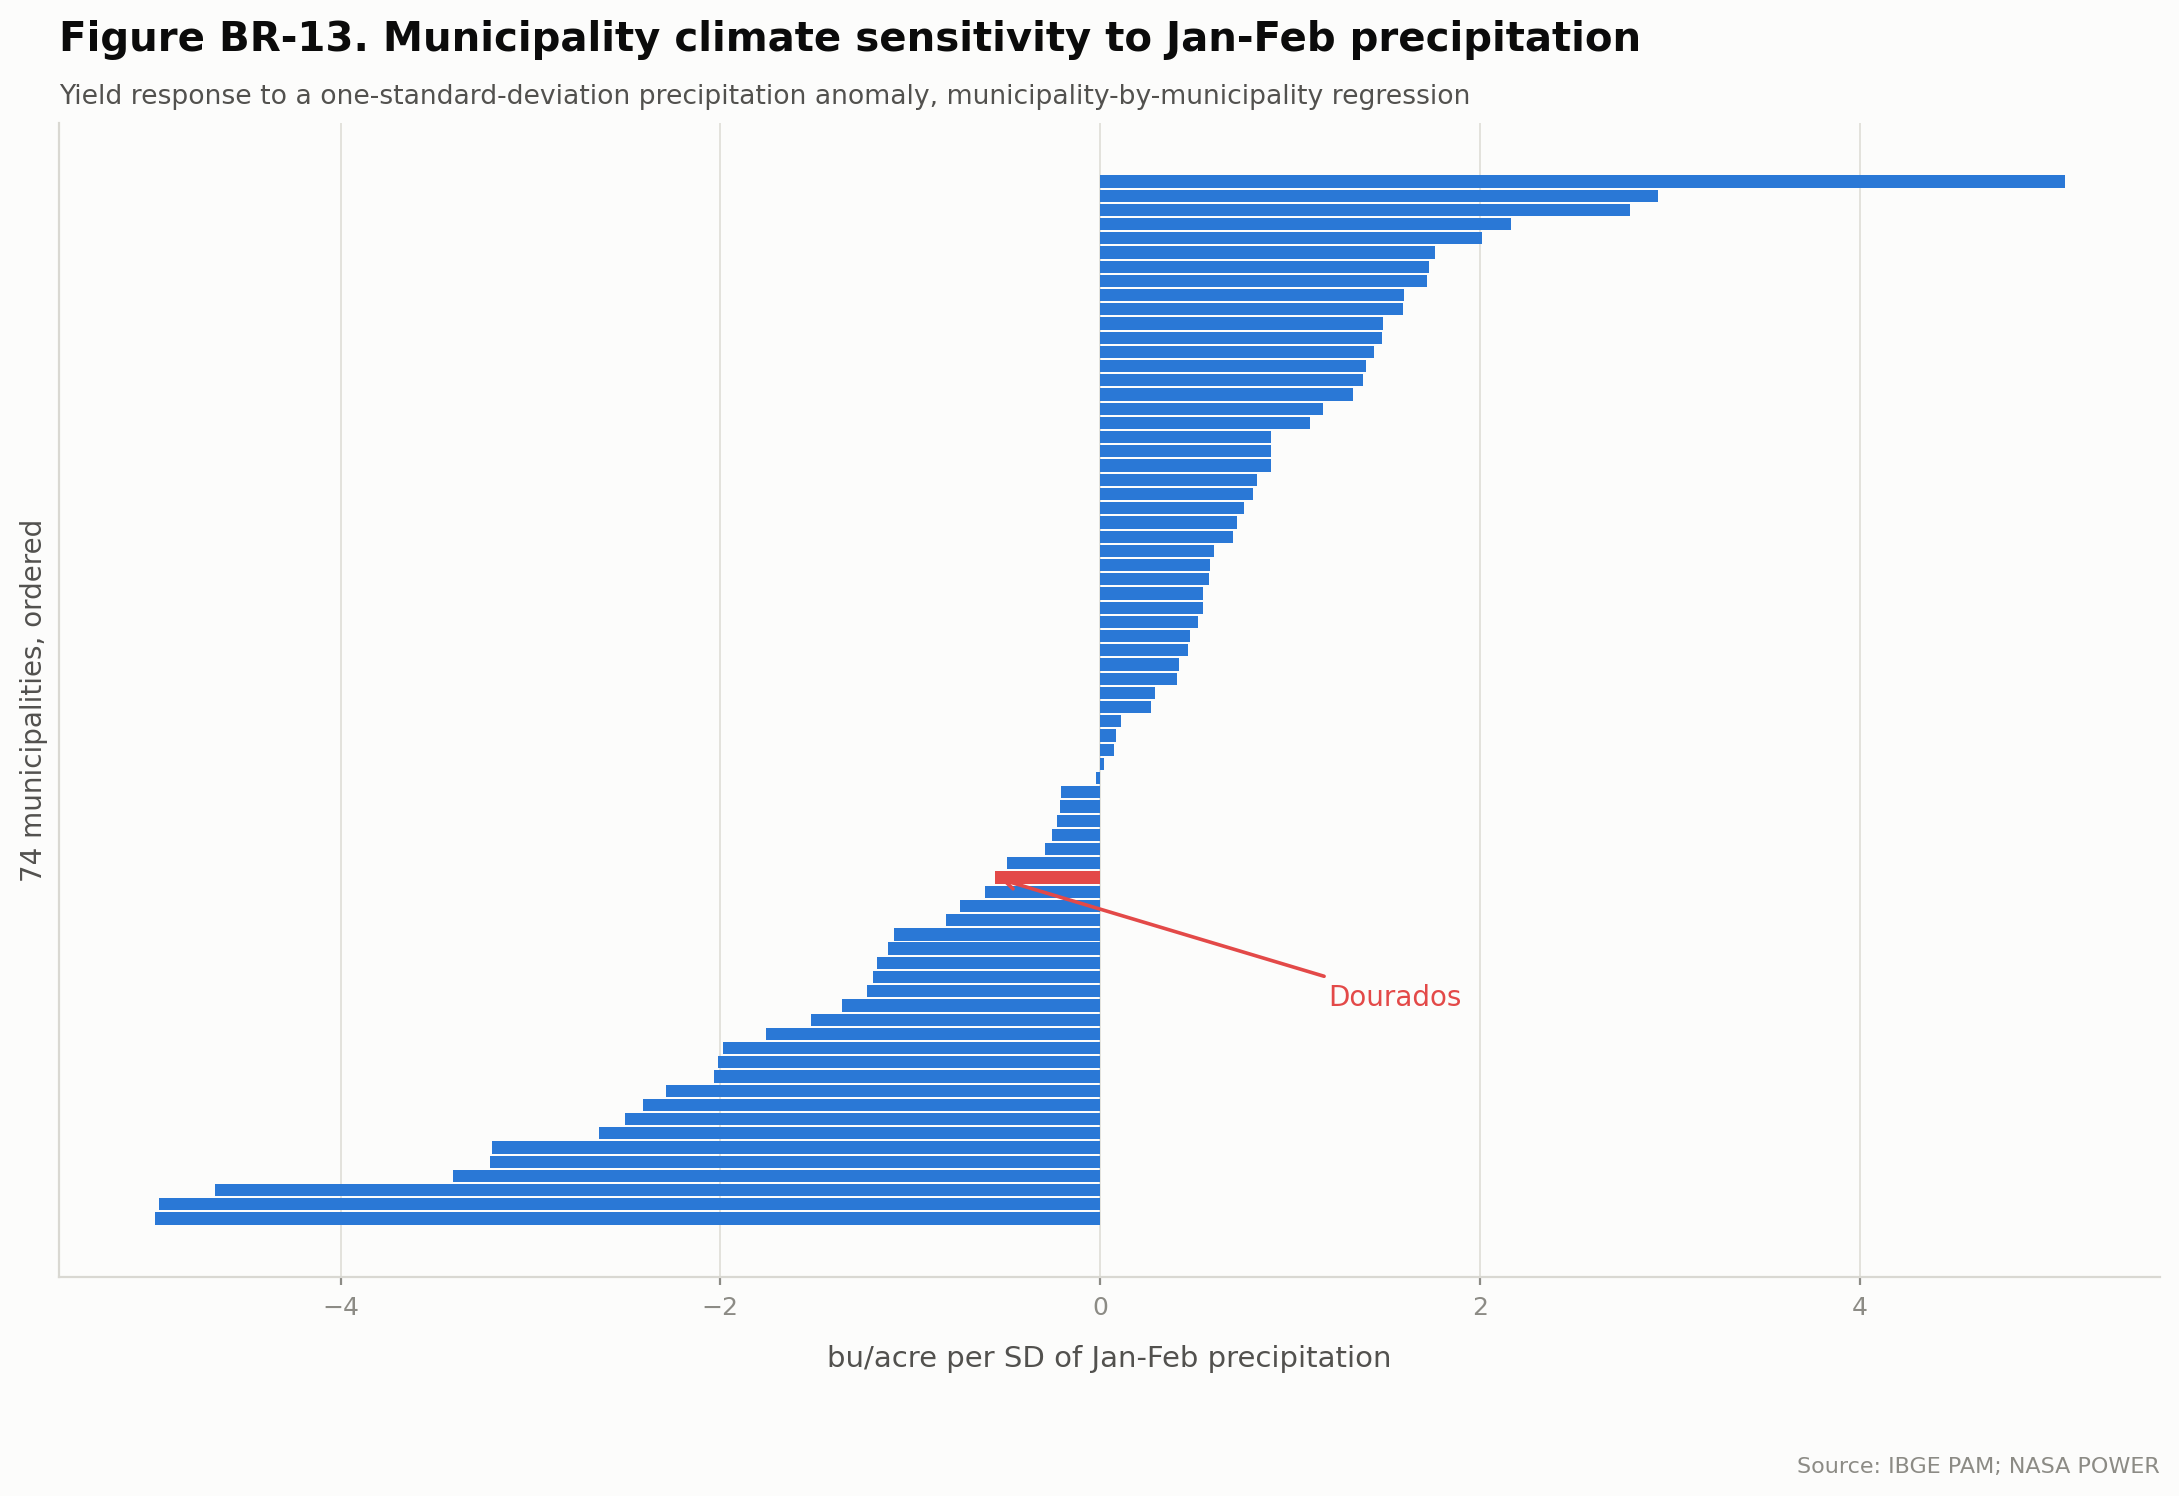 Figure BR-13. Municipality climate sensitivity to Jan-Feb precipitation
Yield response to a one-standard-deviation precipitation anomaly, municipality-by-municipality regression
74 municipalities, ordered
Dourados
−4
−2
0
2
4
bu/acre per SD of Jan-Feb precipitation
Source: IBGE PAM; NASA POWER